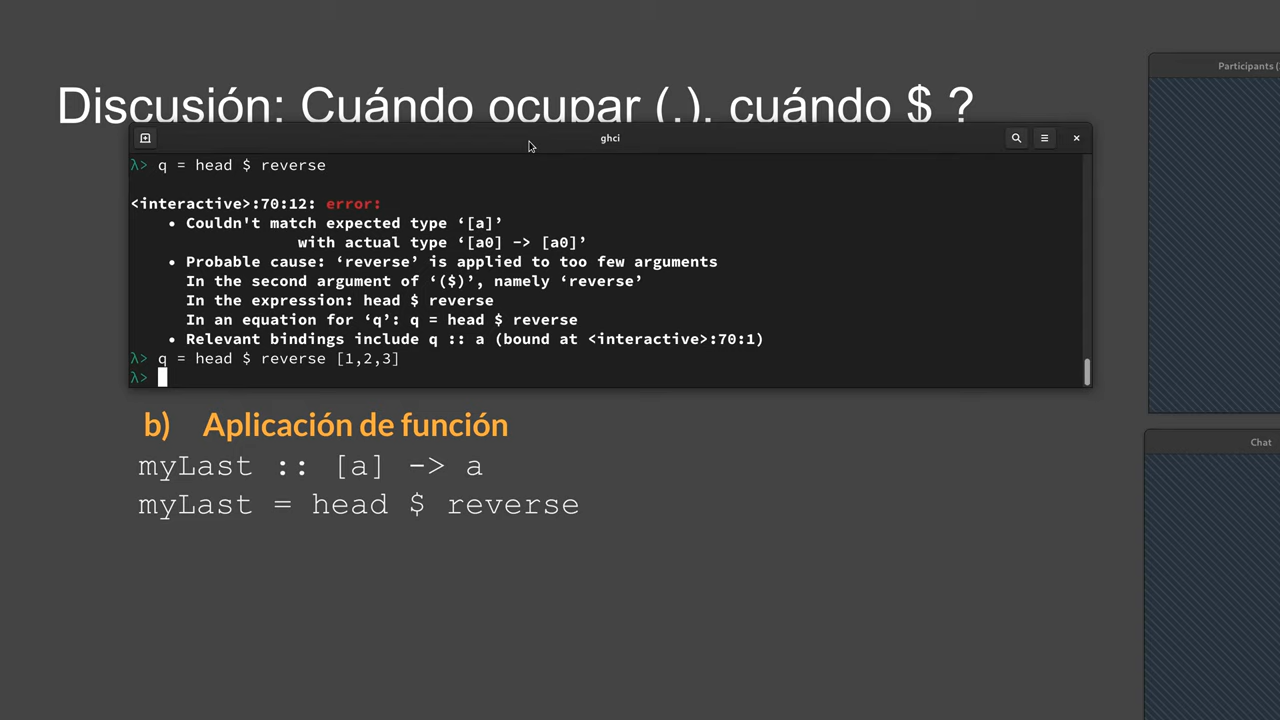 Discusión: Cuándo ocupar (.), cuándo $ ?
Participants (
ghci
λ> q = head $ reverse
<interactive>:70:12: error:
• Couldn't match expected type ‘[a]’
with actual type ‘[a0] -> [a0]’
• Probable cause: ‘reverse’ is applied to too few arguments
In the second argument of ‘($)’, namely ‘reverse’
In the expression: head $ reverse
In an equation for ‘q’: q = head $ reverse
• Relevant bindings include q :: a (bound at <interactive>:70:1)
λ> q = head $ reverse [1,2,3]
λ>
b) Aplicación de función
myLast :: [a] -> a
myLast = head $ reverse
Chat